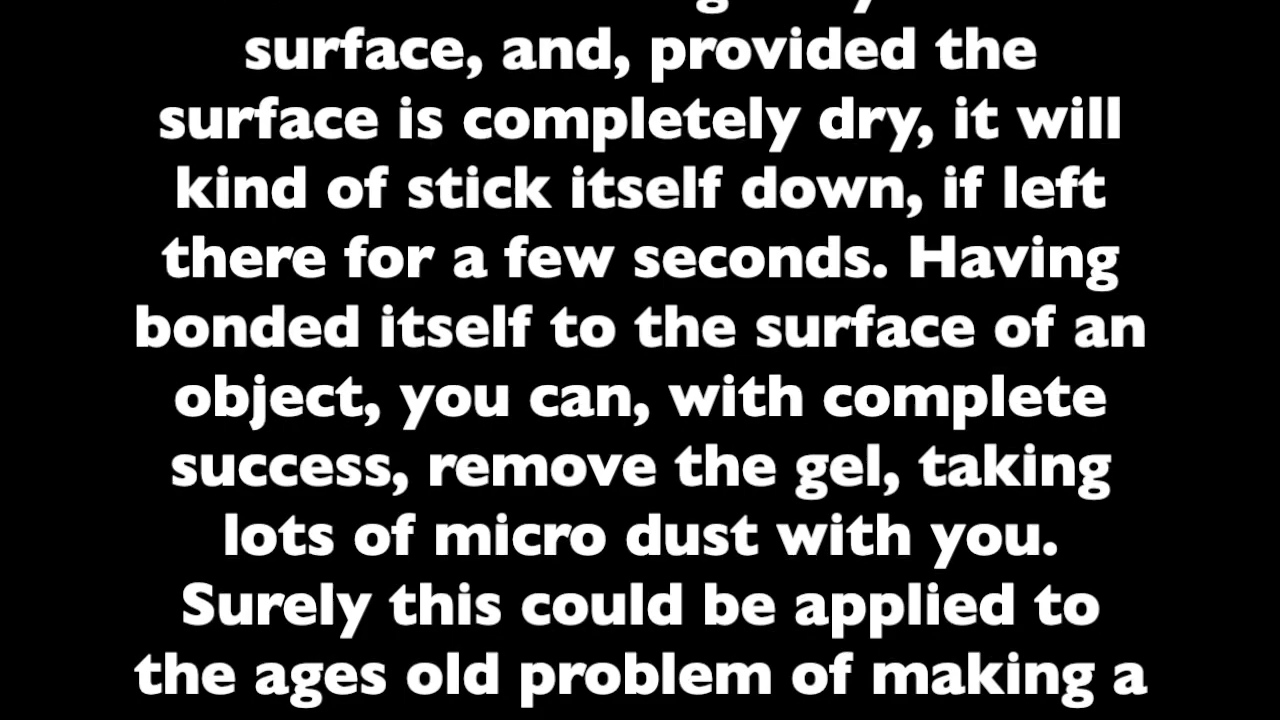 surface, and, provided the
surface is completely dry, it will
kind of stick itself down, if left
there for a few seconds. Having
bonded itself to the surface of an
object, you can, with complete
success, remove the gel, taking
lots of micro dust with you.
Surely this could be applied to
the ages old problem of making a